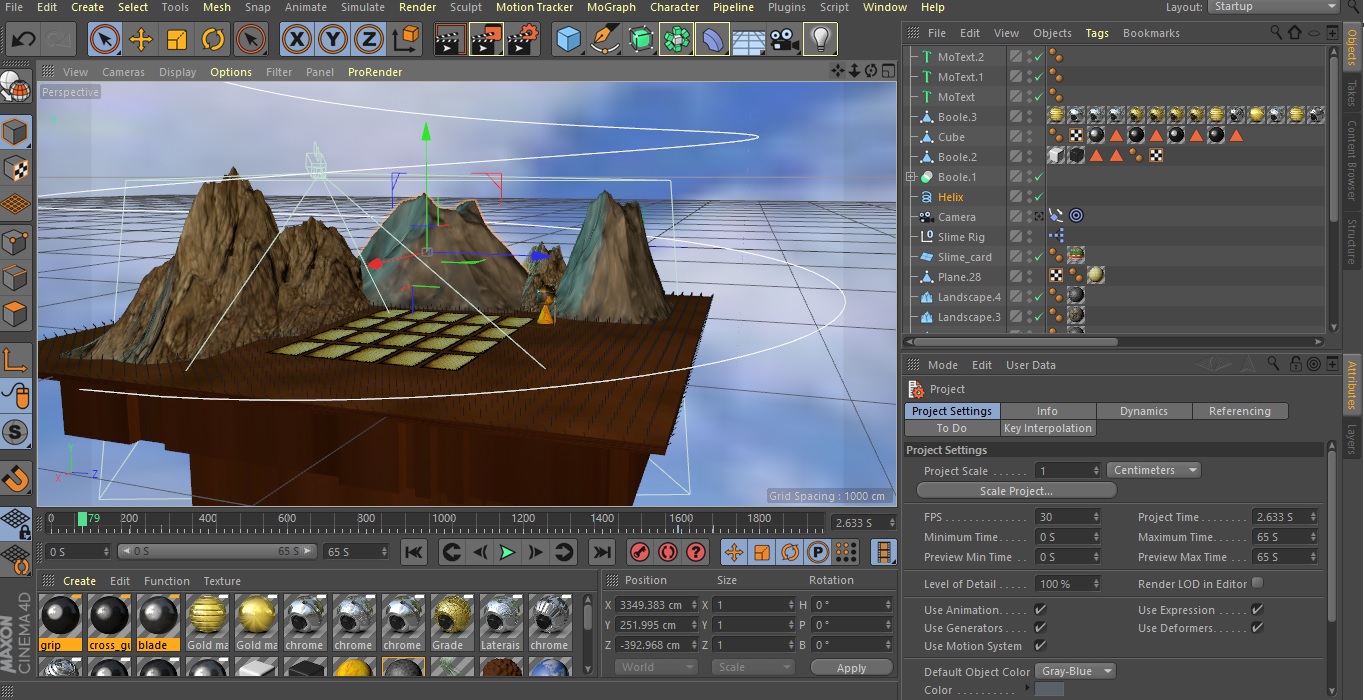 File Edit Create Select Tools Mesh Snap Animate Simulate Render Sculpt Motion Tracker MoGraph Character Pipeline Plugins Script Window Help Layout: Startup
X Y Z
File Edit View Objects Tags Bookmarks
View Cameras Display Options Filter Panel ProRender
Perspective
MoText.2
MoText.1
MoText
Boole.3
Cube
Boole.2
Boole.1
Helix
Camera
Slime Rig
Slime_card
Plane.28
Landscape.4
Landscape.3
Objects
Takes
Content Browser
Structure
Y
X Z
Grid Spacing : 1000 cm
S
Mode Edit User Data
Project
Project Settings Info Dynamics Referencing
To Do Key Interpolation
Project Settings
Project Scale 1 Centimeters
Scale Project...
FPS 30 Project Time 2.633 S
Minimum Time 0 S Maximum Time 65 S
Preview Min Time 0 S Preview Max Time 65 S
Level of Detail 100 % Render LOD in Editor
Use Animation Use Expression
Use Generators Use Deformers
Use Motion System
Default Object Color Gray-Blue
Color
Attributes
Layers
0 79 200 400 600 800 1000 1200 1400 1600 1800 2.633 S
0 S 0 S 65 S 65 S
P
Create Edit Function Texture
grip cross_gu blade Gold ma Gold ma chrome chrome chrome Grade Laterais chrome
Position Size Rotation
X 3349.383 cm X 1 H 0 °
Y 251.995 cm Y 1 P 0 °
Z -392.968 cm Z 1 B 0 °
World Scale Apply
MAXON
CINEMA4D